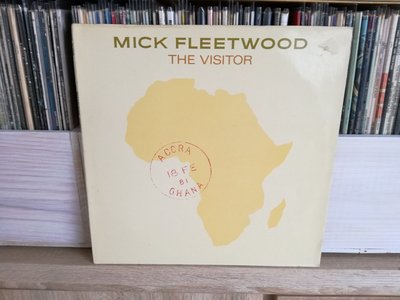 MICK FLEETWOOD
THE VISITOR
ACCRA
18 FE
81
GHANA